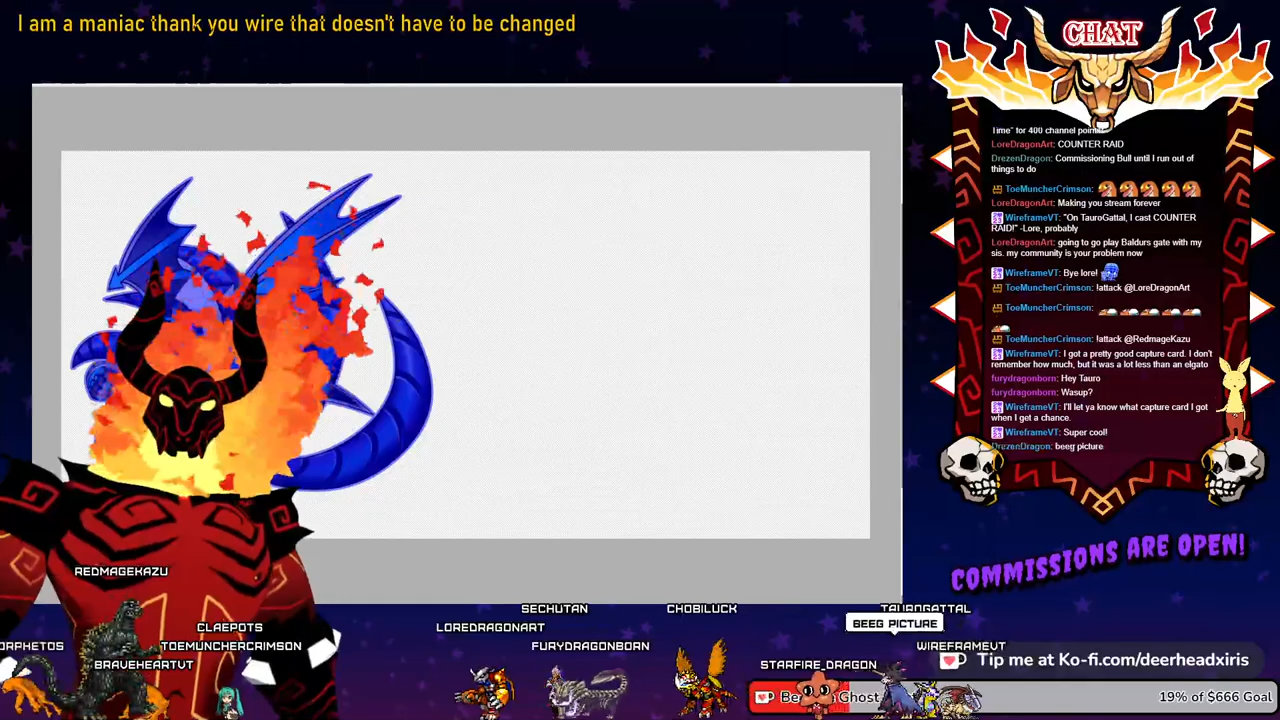 I am a maniac thank you wire that doesn't have to be changed
CHAT
Time" for 400 channel points
LoreDragonArt: COUNTER RAID
DrezenDragon: Commissioning Bull until I run out of
things to do
ToeMuncherCrimson:
LoreDragonArt: Making you stream forever
WireframeVT: "On TauroGattal, I cast COUNTER
RAID!" -Lore, probably
LoreDragonArt: going to go play Baldurs gate with my
sis. my community is your problem now
WireframeVT: Bye lore!
ToeMuncherCrimson: !attack @LoreDragonArt
ToeMuncherCrimson:
ToeMuncherCrimson: !attack @RedmageKazu
WireframeVT: I got a pretty good capture card. I don't
remember how much, but it was a lot less than an elgato
furydragonborn: Hey Tauro
furydragonborn: Wasup?
WireframeVT: I'll let ya know what capture card I got
when I get a chance.
WireframeVT: Super cool!
DrezenDragon: beeg picture
COMMISSIONS ARE OPEN!
REDMAGEKAZU
SECHUTAN
CHOBILUCK
TAUROGATTAL
BEEG PICTURE
CLAEPOTS
LOREDRAGONART
ORPHETOS
TOEMUNCHERCRIMSON
FURYDRAGONBORN
WIREFRAMEVT
BRAVEHEARTVT
STARFIRE_DRAGON
Tip me at Ko-fi.com/deerheadxiris
Ghost
19% of $666 Goal